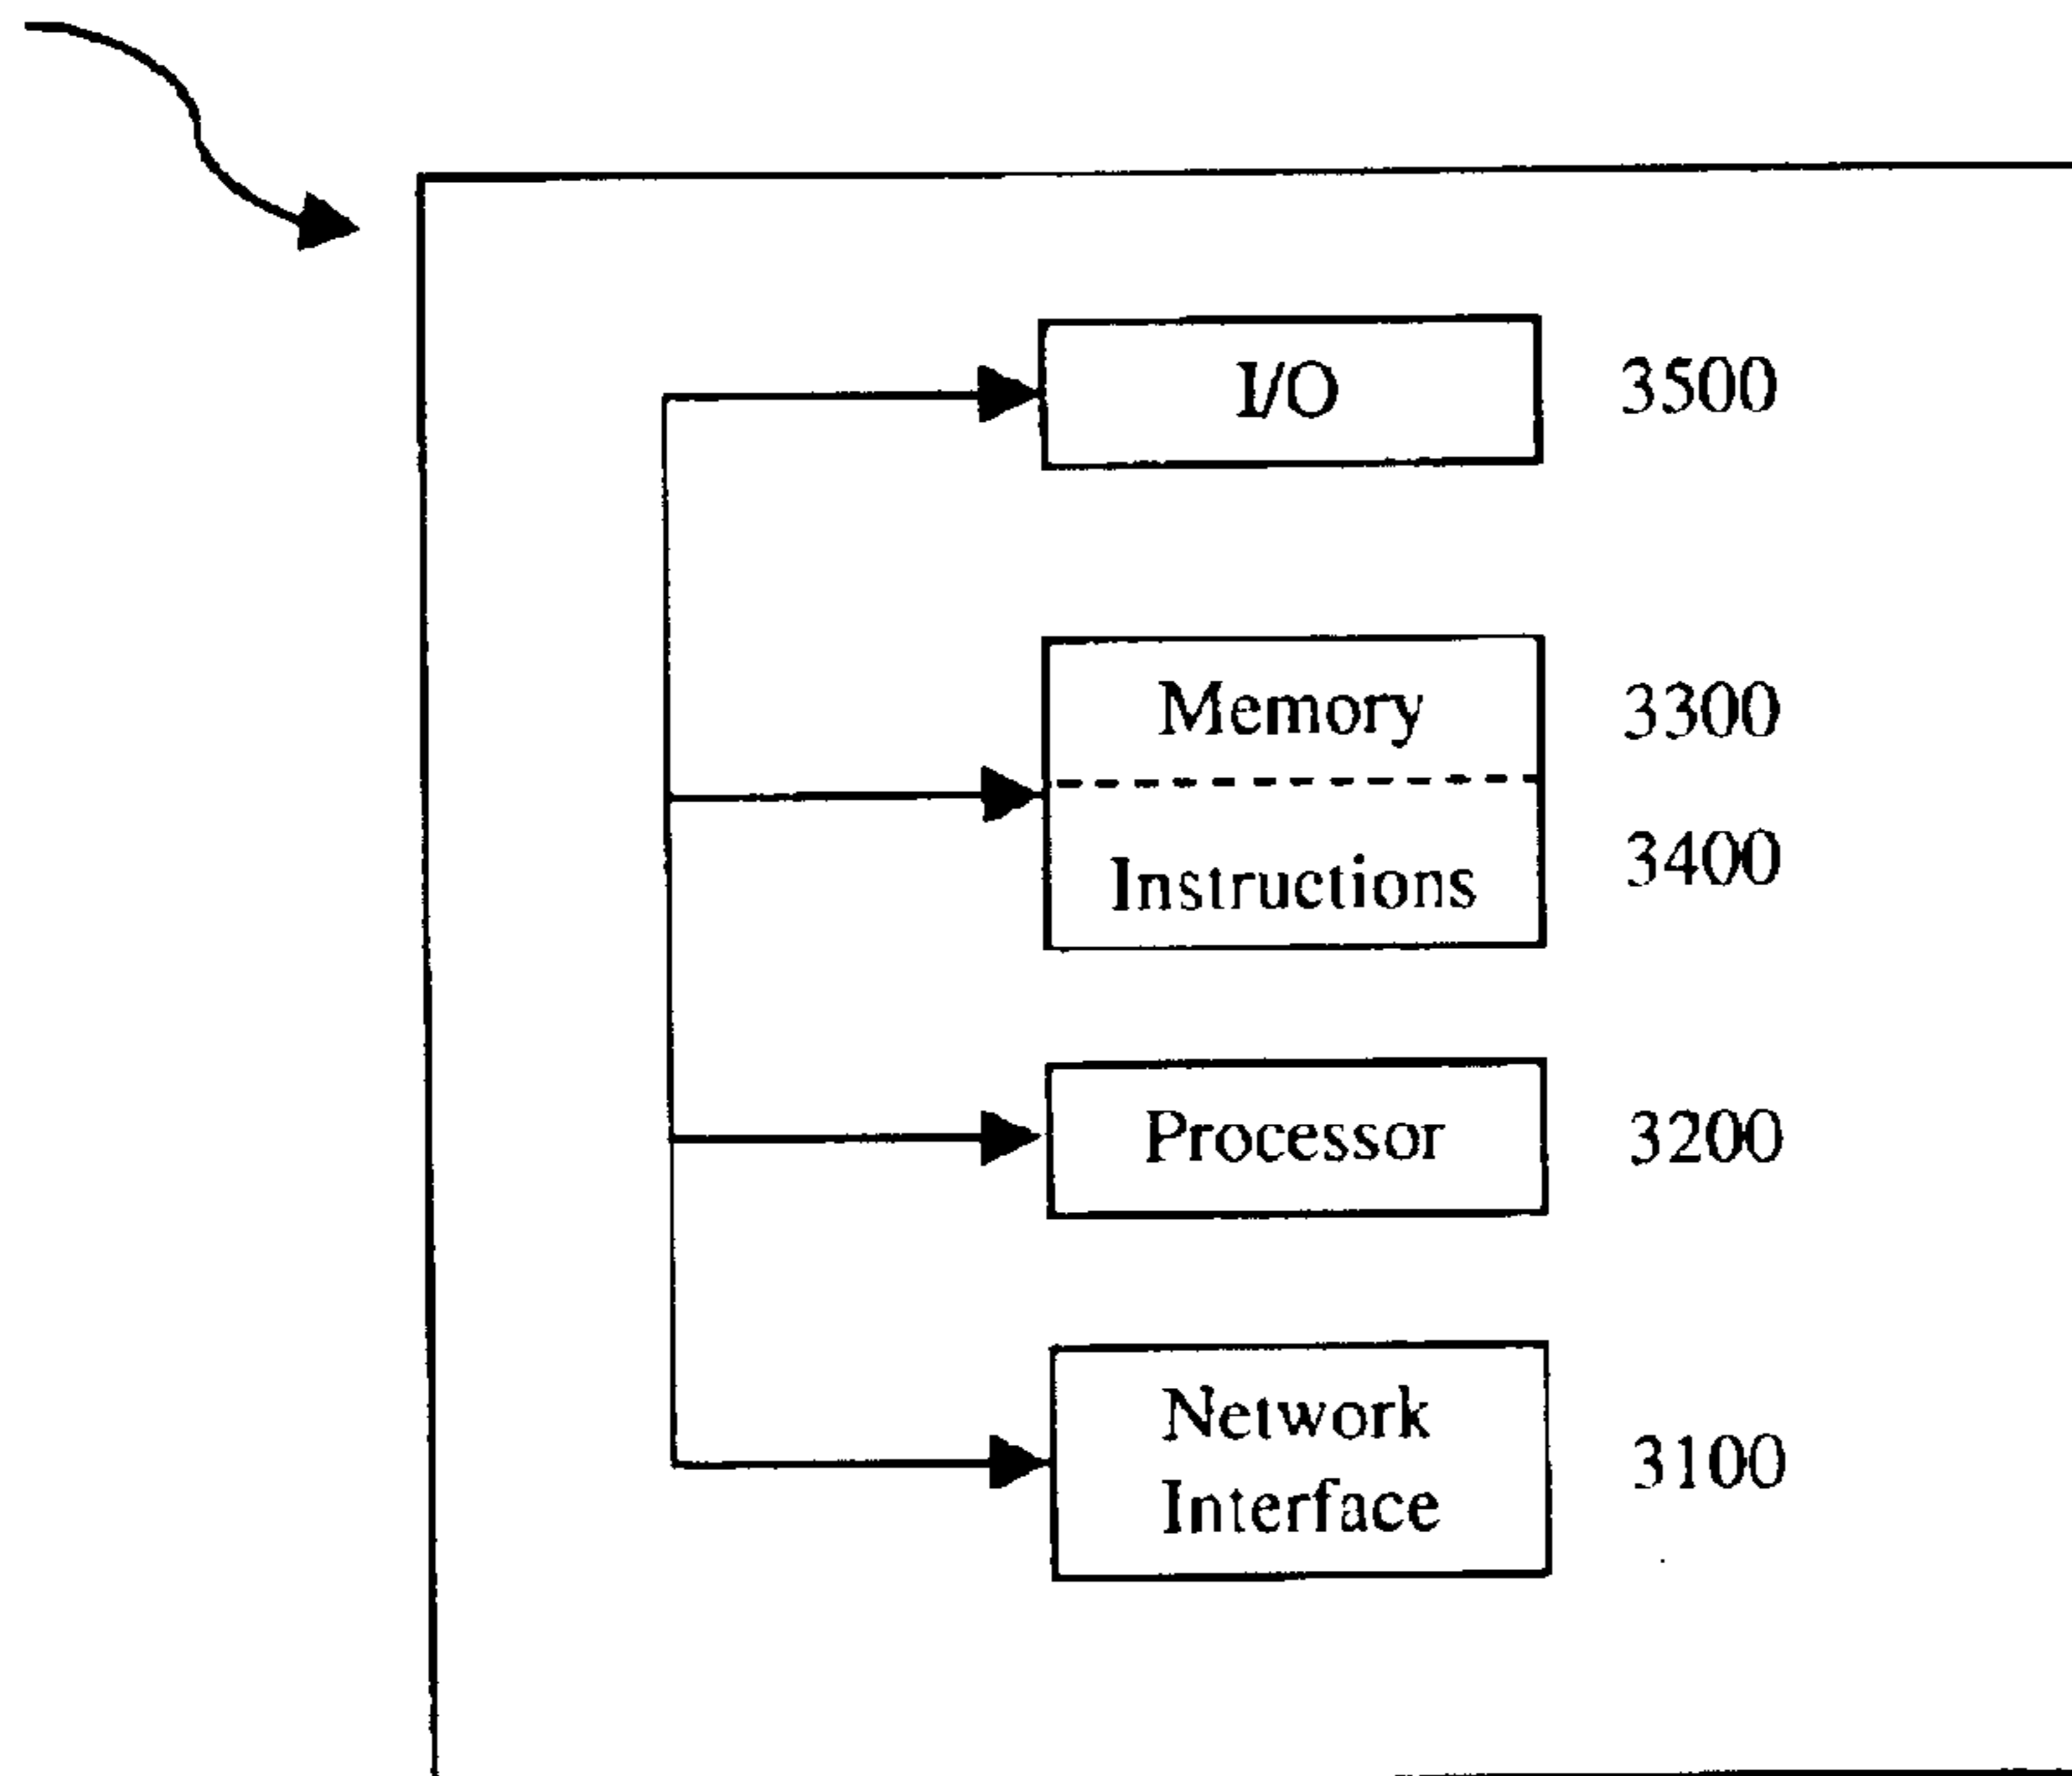 I/O 3500
Memory 3300
Instructions 3400
Processor 3200
Network
Interface 3100